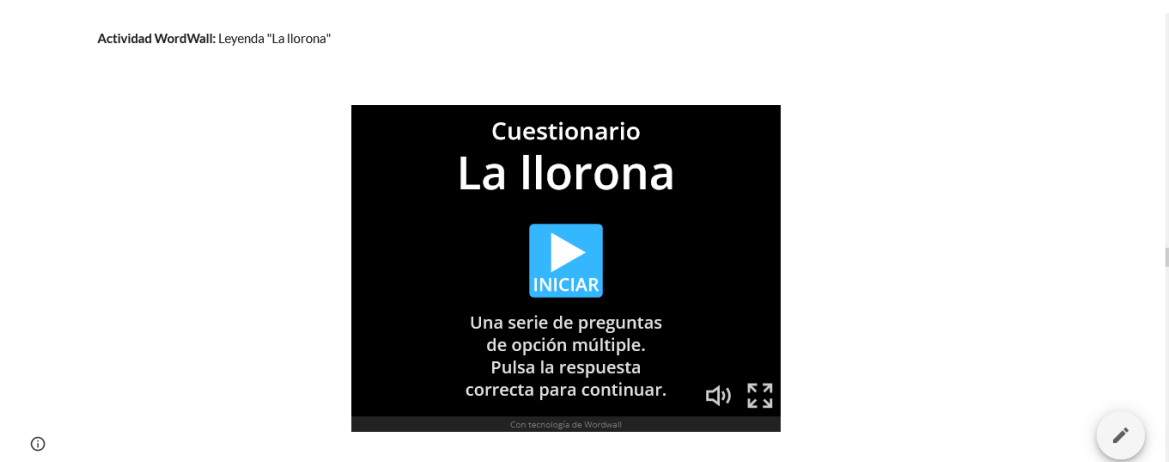 Actividad WordWall: Leyenda "La llorona"
Cuestionario
La llorona
INICIAR
Una serie de preguntas
de opción múltiple.
Pulsa la respuesta
correcta para continuar.
Con tecnología de Wordwall